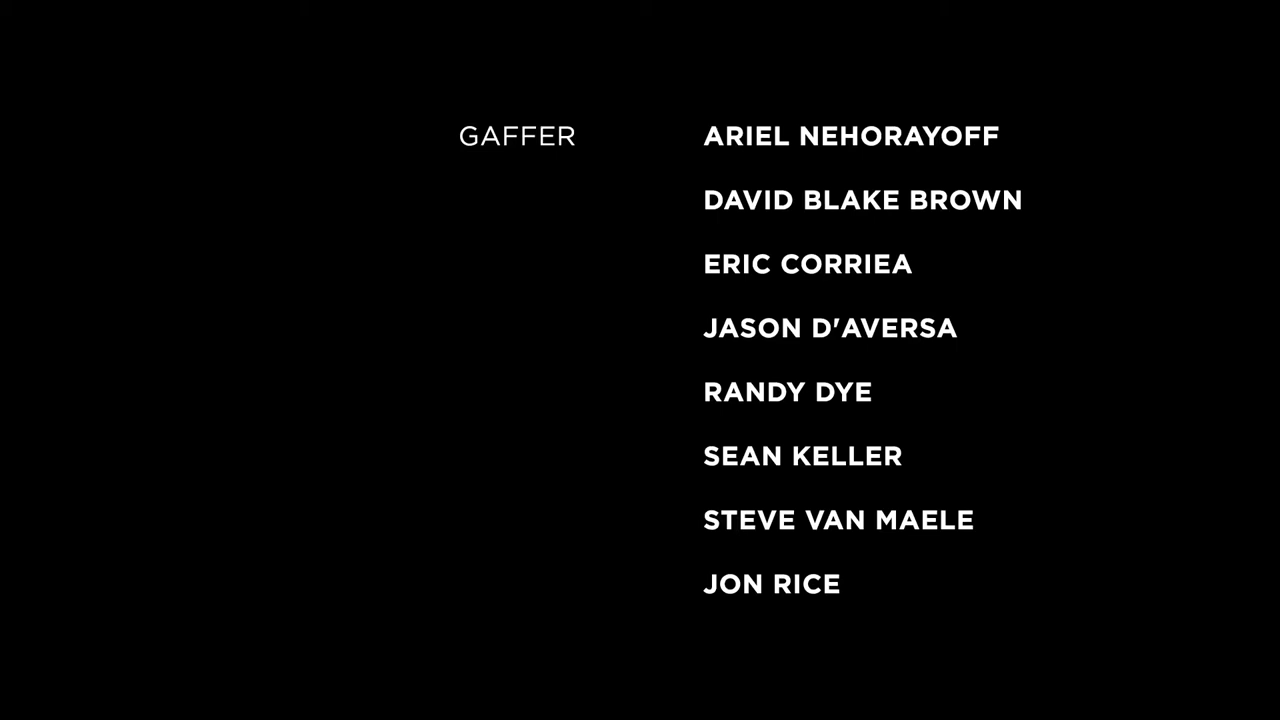 GAFFER ARIEL NEHORAYOFF
DAVID BLAKE BROWN
ERIC CORRIEA
JASON D'AVERSA
RANDY DYE
SEAN KELLER
STEVE VAN MAELE
JON RICE